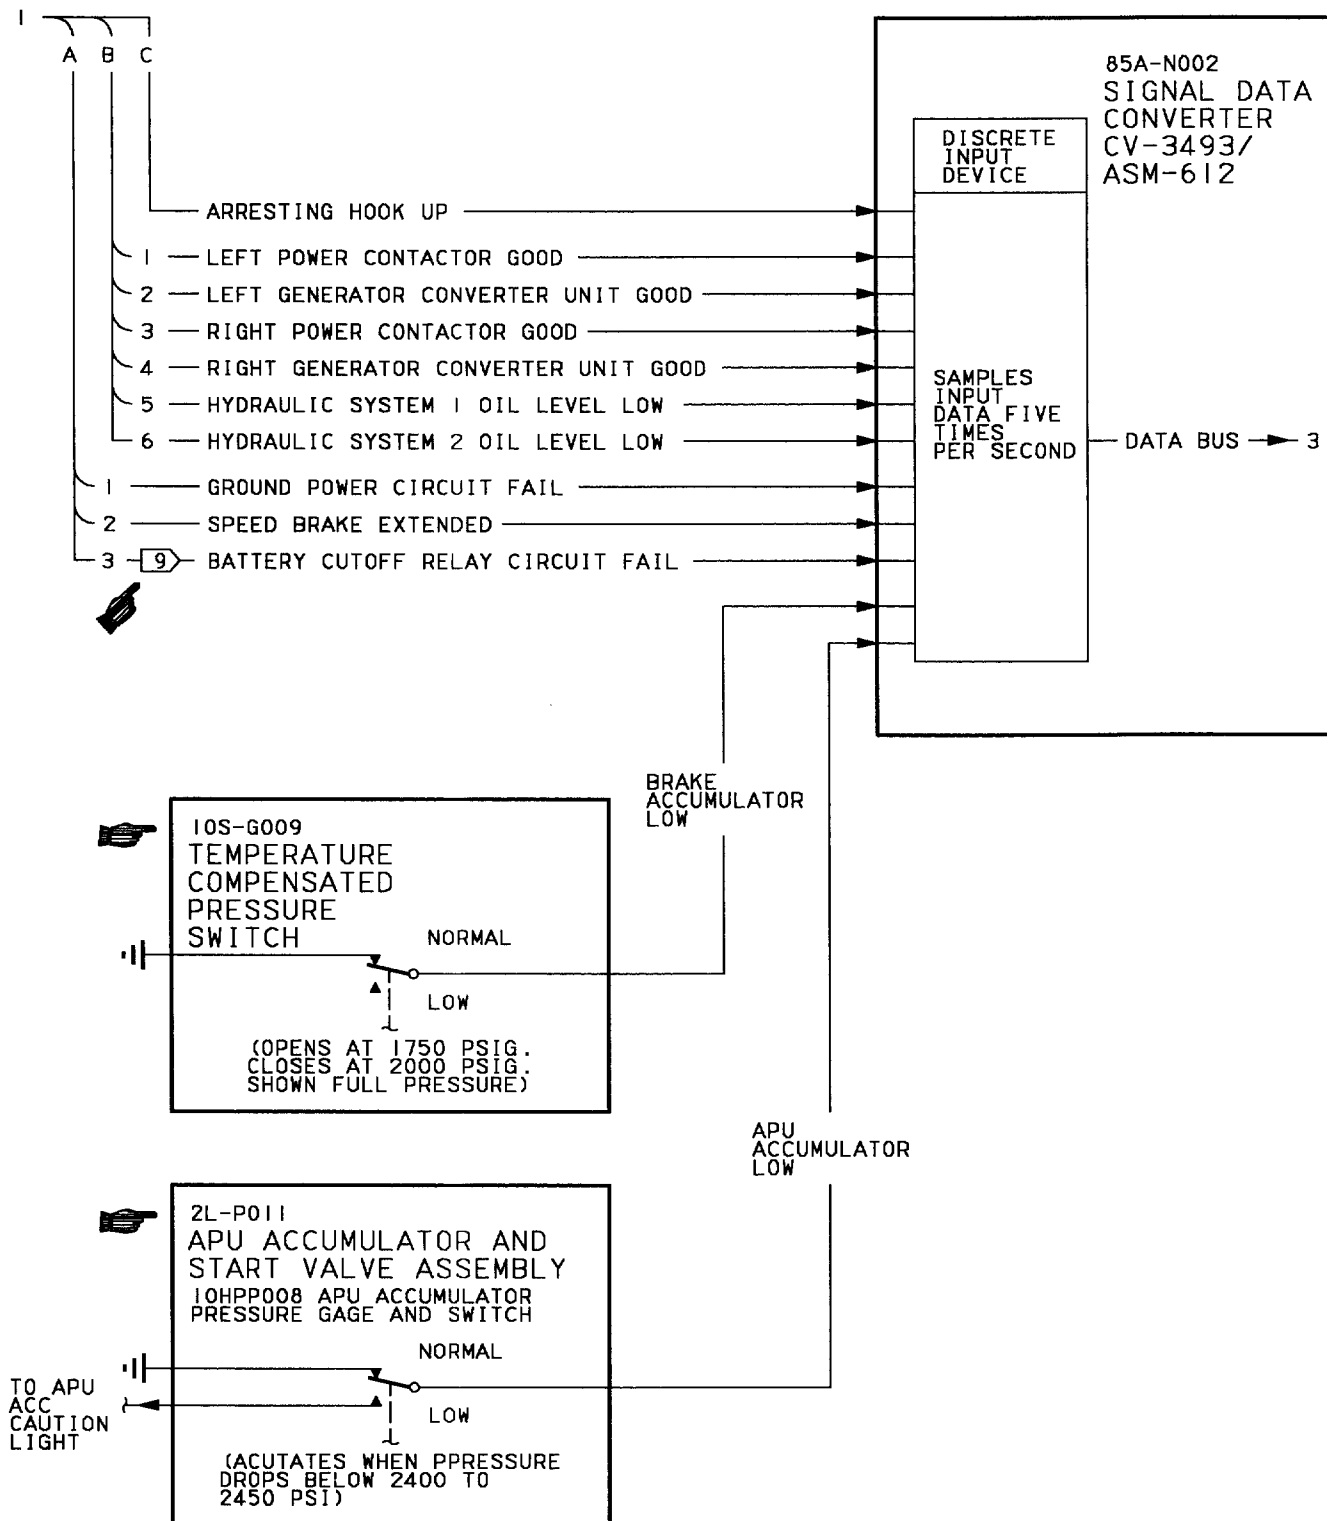 1
A B C
85A-N002
SIGNAL DATA
CONVERTER
CV-3493/
ASM-612
DISCRETE
INPUT
DEVICE
ARRESTING HOOK UP
1 LEFT POWER CONTACTOR GOOD
2 LEFT GENERATOR CONVERTER UNIT GOOD
3 RIGHT POWER CONTACTOR GOOD
4 RIGHT GENERATOR CONVERTER UNIT GOOD
5 HYDRAULIC SYSTEM 1 OIL LEVEL LOW
6 HYDRAULIC SYSTEM 2 OIL LEVEL LOW
1 GROUND POWER CIRCUIT FAIL
2 SPEED BRAKE EXTENDED
3 9 BATTERY CUTOFF RELAY CIRCUIT FAIL
SAMPLES
INPUT
DATA FIVE
TIMES
PER SECOND
DATA BUS 3
BRAKE
ACCUMULATOR
LOW
10S-G009
TEMPERATURE
COMPENSATED
PRESSURE
SWITCH
NORMAL
LOW
(OPENS AT 1750 PSIG.
CLOSES AT 2000 PSIG.
SHOWN FULL PRESSURE)
APU
ACCUMULATOR
LOW
2L-P011
APU ACCUMULATOR AND
START VALVE ASSEMBLY
10HPP008 APU ACCUMULATOR
PRESSURE GAGE AND SWITCH
NORMAL
LOW
TO APU
ACC
CAUTION
LIGHT
(ACUTATES WHEN PPRESSURE
DROPS BELOW 2400 TO
2450 PSI)